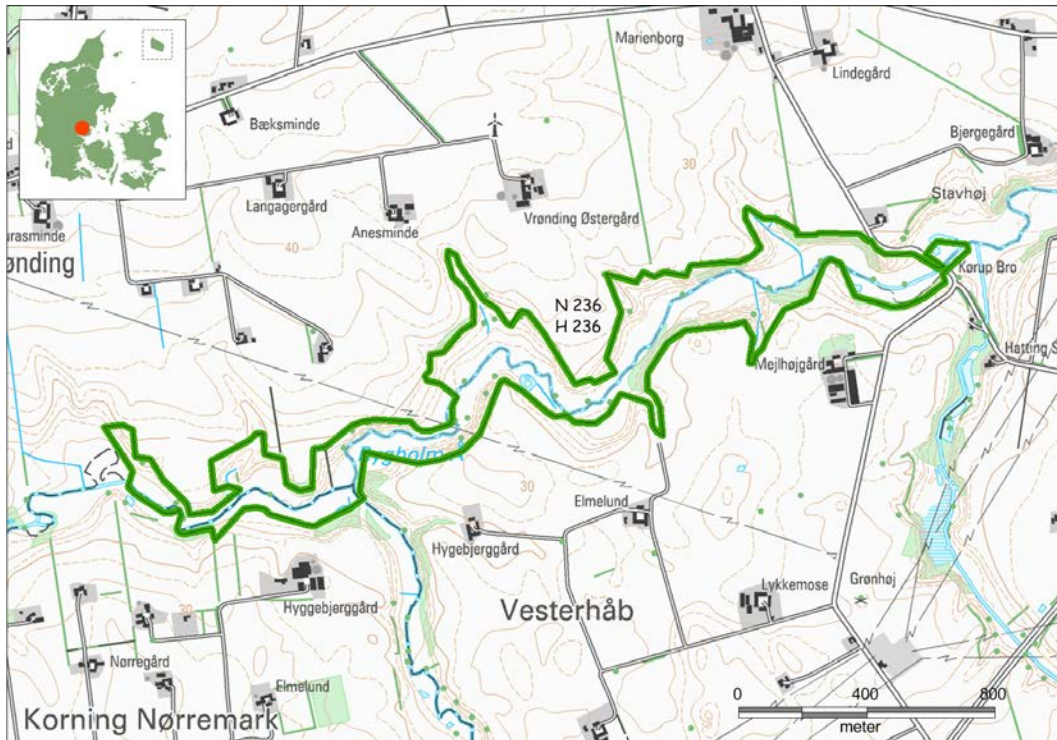 Marienborg
Lindegård
Bæksminde
Bjergegård
30
Langagergård
Anesminde
Vrønding Østergård
Stavhøj
40
Kørup Bro
N 236
H 236
Mejlhøjgård
30
Elmelund
Hygebjerggård
Hyggebjerggård
Lykkemose
Grønhøj
30
Vesterhåb
Nørregård
Elmelund
Korning Nørremark
0 400 800
meter